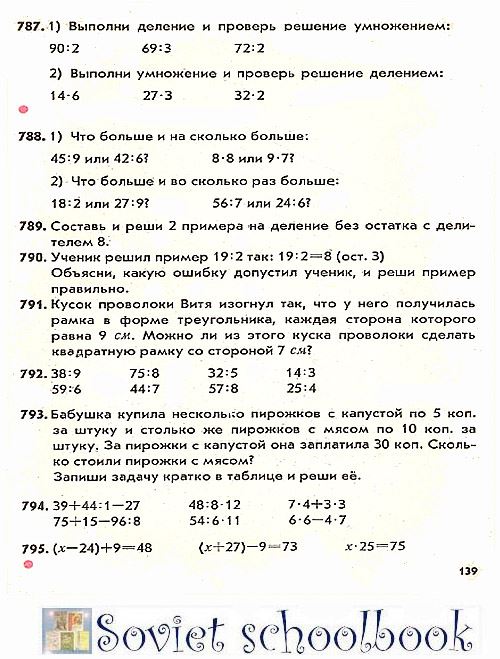 787. 1) Выполни деление и проверь решение умножением:
90:2 69:3 72:2
2) Выполни умножение и проверь решение делением:
14·6 27·3 32·2
788. 1) Что больше и на сколько больше:
45:9 или 42:6? 8·8 или 9·7?
2) Что больше и во сколько раз больше:
18:2 или 27:9? 56:7 или 24:6?
789. Составь и реши 2 примера на деление без остатка с дели-
телем 8.
790. Ученик решил пример 19:2 так: 19:2=8 (ост. 3)
Объясни, какую ошибку допустил ученик, и реши пример
правильно.
791. Кусок проволоки Витя изогнул так, что у него получилась
рамка в форме треугольника, каждая сторона которого
равна 9 см. Можно ли из этого куска проволоки сделать
квадратную рамку со стороной 7 см?
792. 38:9 75:8 32:5 14:3
59:6 44:7 57:8 25:4
793. Бабушка купила несколько пирожков с капустой по 5 коп.
за штуку и столько же пирожков с мясом по 10 коп. за
штуку. За пирожки с капустой она заплатила 30 коп. Сколь-
ко стоили пирожки с мясом?
Запиши задачу кратко в таблице и реши её.
794. 39+44:1—27 48:8·12 7·4+3·3
75+15—96:8 54:6·11 6·6—4·7
795. (x—24)+9=48 (x+27)—9=73 x·25=75
139
Soviet schoolbook